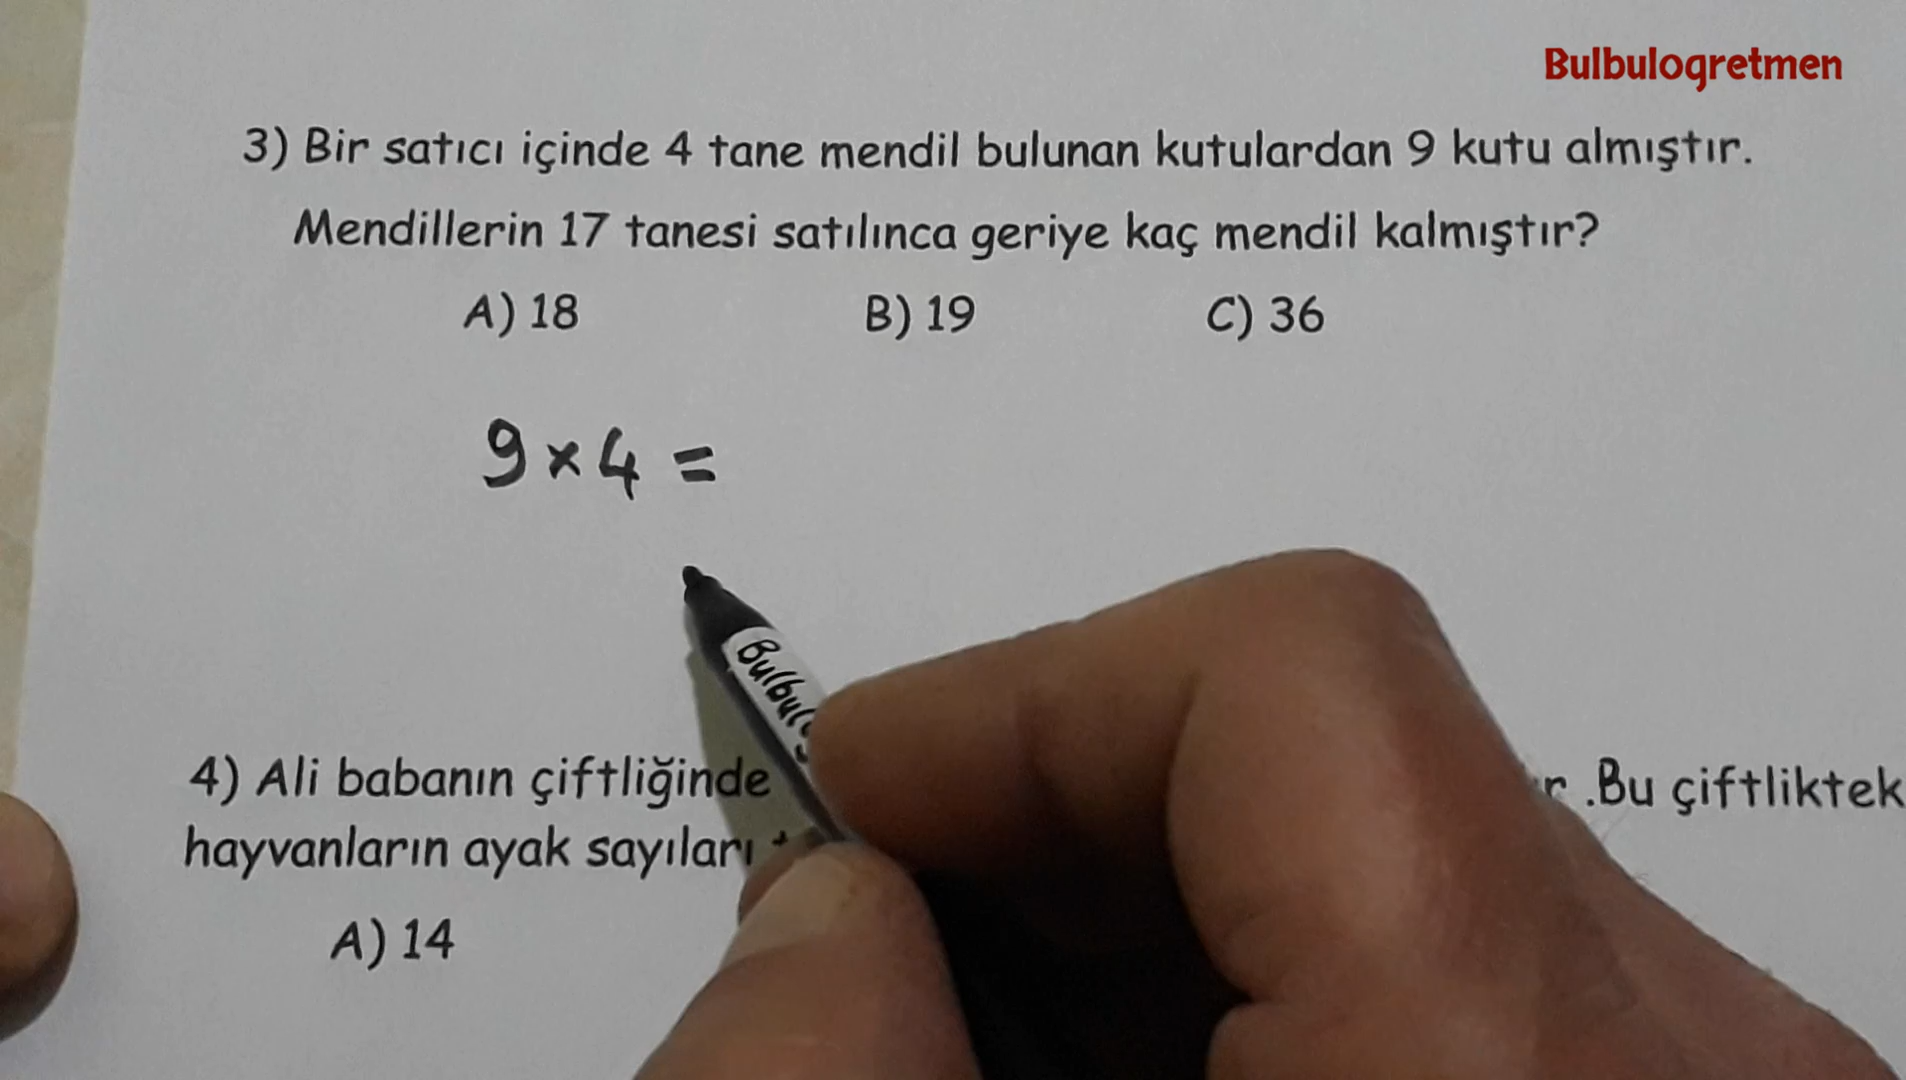 Bulbulogretmen
3) Bir satıcı içinde 4 tane mendil bulunan kutulardan 9 kutu almıştır.
Mendillerin 17 tanesi satılınca geriye kaç mendil kalmıştır?
A) 18 B) 19 C) 36
9 x 4 =
Bulbul
4) Ali babanın çiftliğinde .Bu çiftliktek
hayvanların ayak sayıları
A) 14